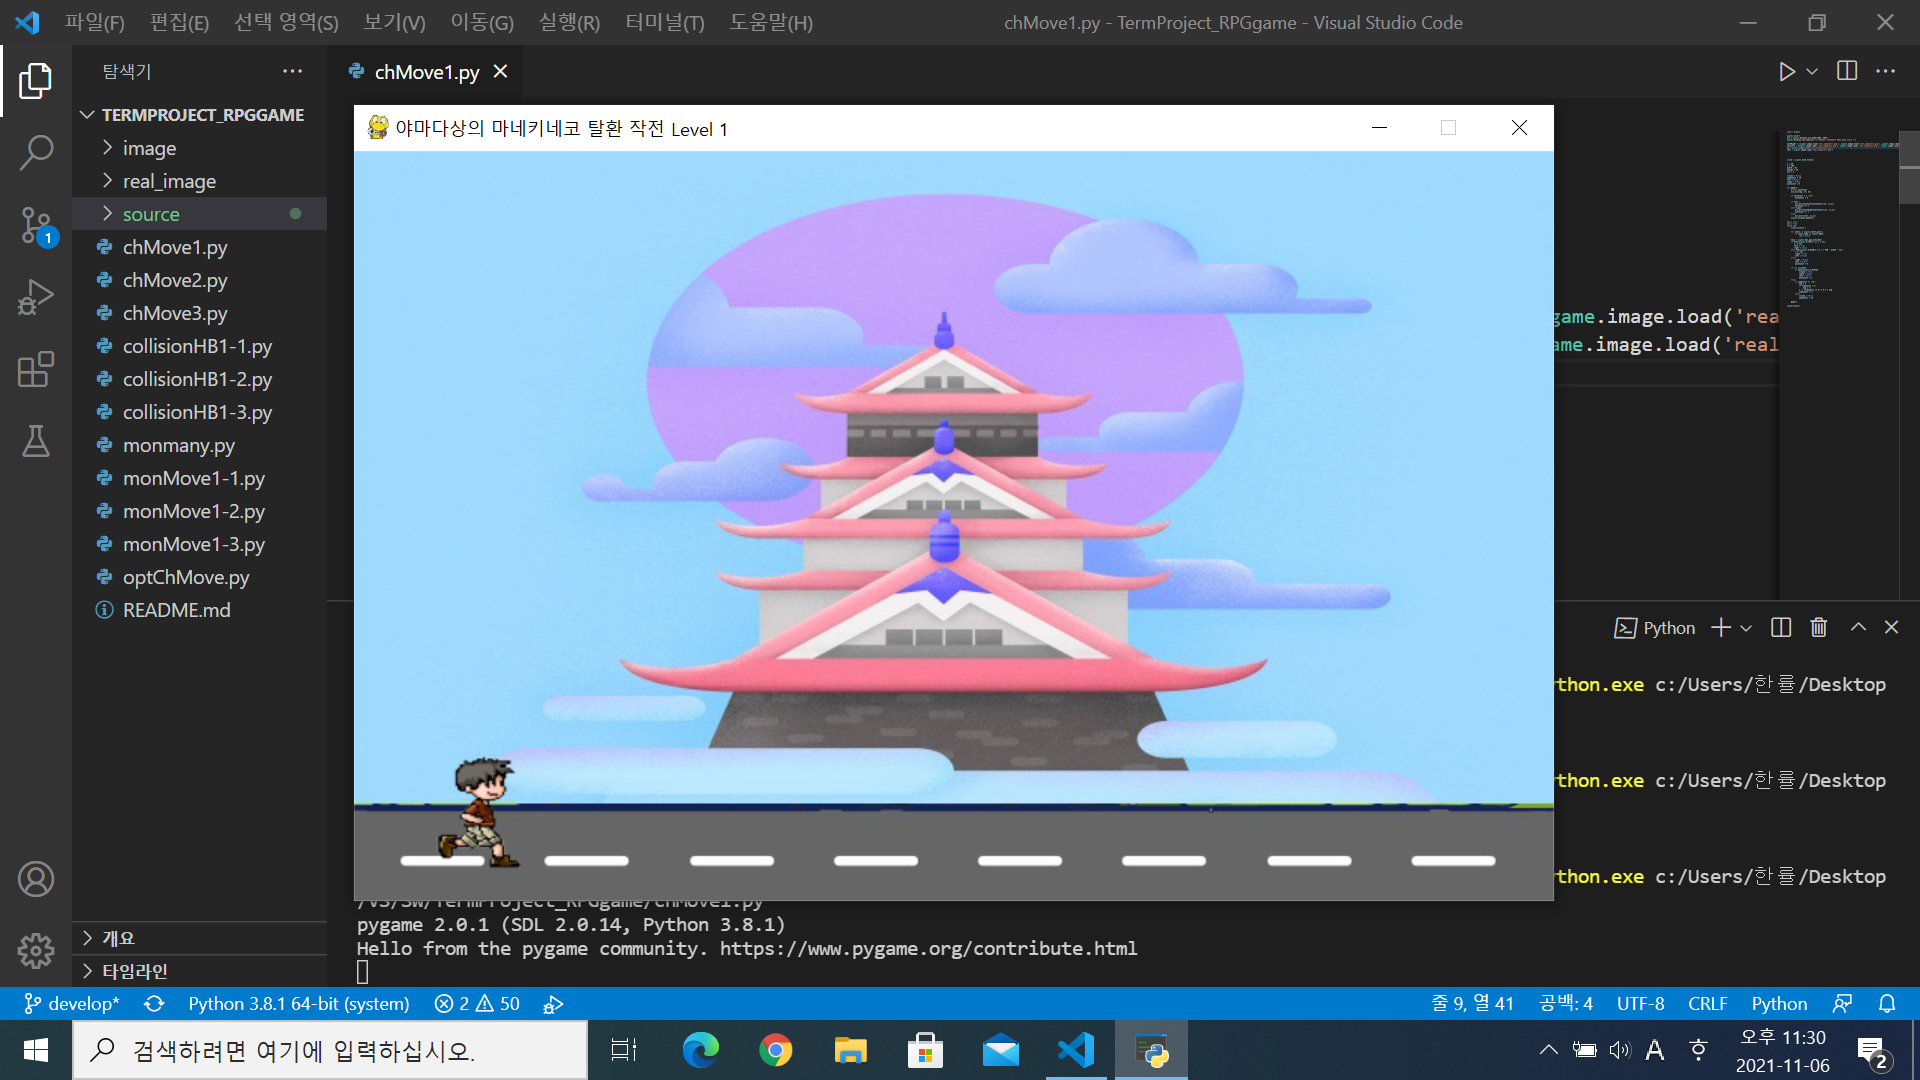 파일(F) 편집(E) 선택 영역(S) 보기(V) 이동(G) 실행(R) 터미널(T) 도움말(H)
chMove1.py - TermProject_RPGgame - Visual Studio Code
탐색기
chMove1.py
TERMPROJECT_RPGGAME
image
real_image
source
chMove1.py
chMove2.py
chMove3.py
collisionHB1-1.py
collisionHB1-2.py
collisionHB1-3.py
monmany.py
monMove1-1.py
monMove1-2.py
monMove1-3.py
optChMove.py
README.md
개요
타임라인
1
야마다상의 마네키네코 탈환 작전 Level 1
game.image.load('rea
ame.image.load('real
Python
thon.exe c:/Users/한률/Desktop
thon.exe c:/Users/한률/Desktop
thon.exe c:/Users/한률/Desktop
/VS/SW/TermProject_RPGgame/chMove1.py
pygame 2.0.1 (SDL 2.0.14, Python 3.8.1)
Hello from the pygame community. https://www.pygame.org/contribute.html
develop* Python 3.8.1 64-bit (system) 2 50
줄 9, 열 41 공백: 4 UTF-8 CRLF Python
검색하려면 여기에 입력하십시오.
A
오후 11:30
2021-11-06
2